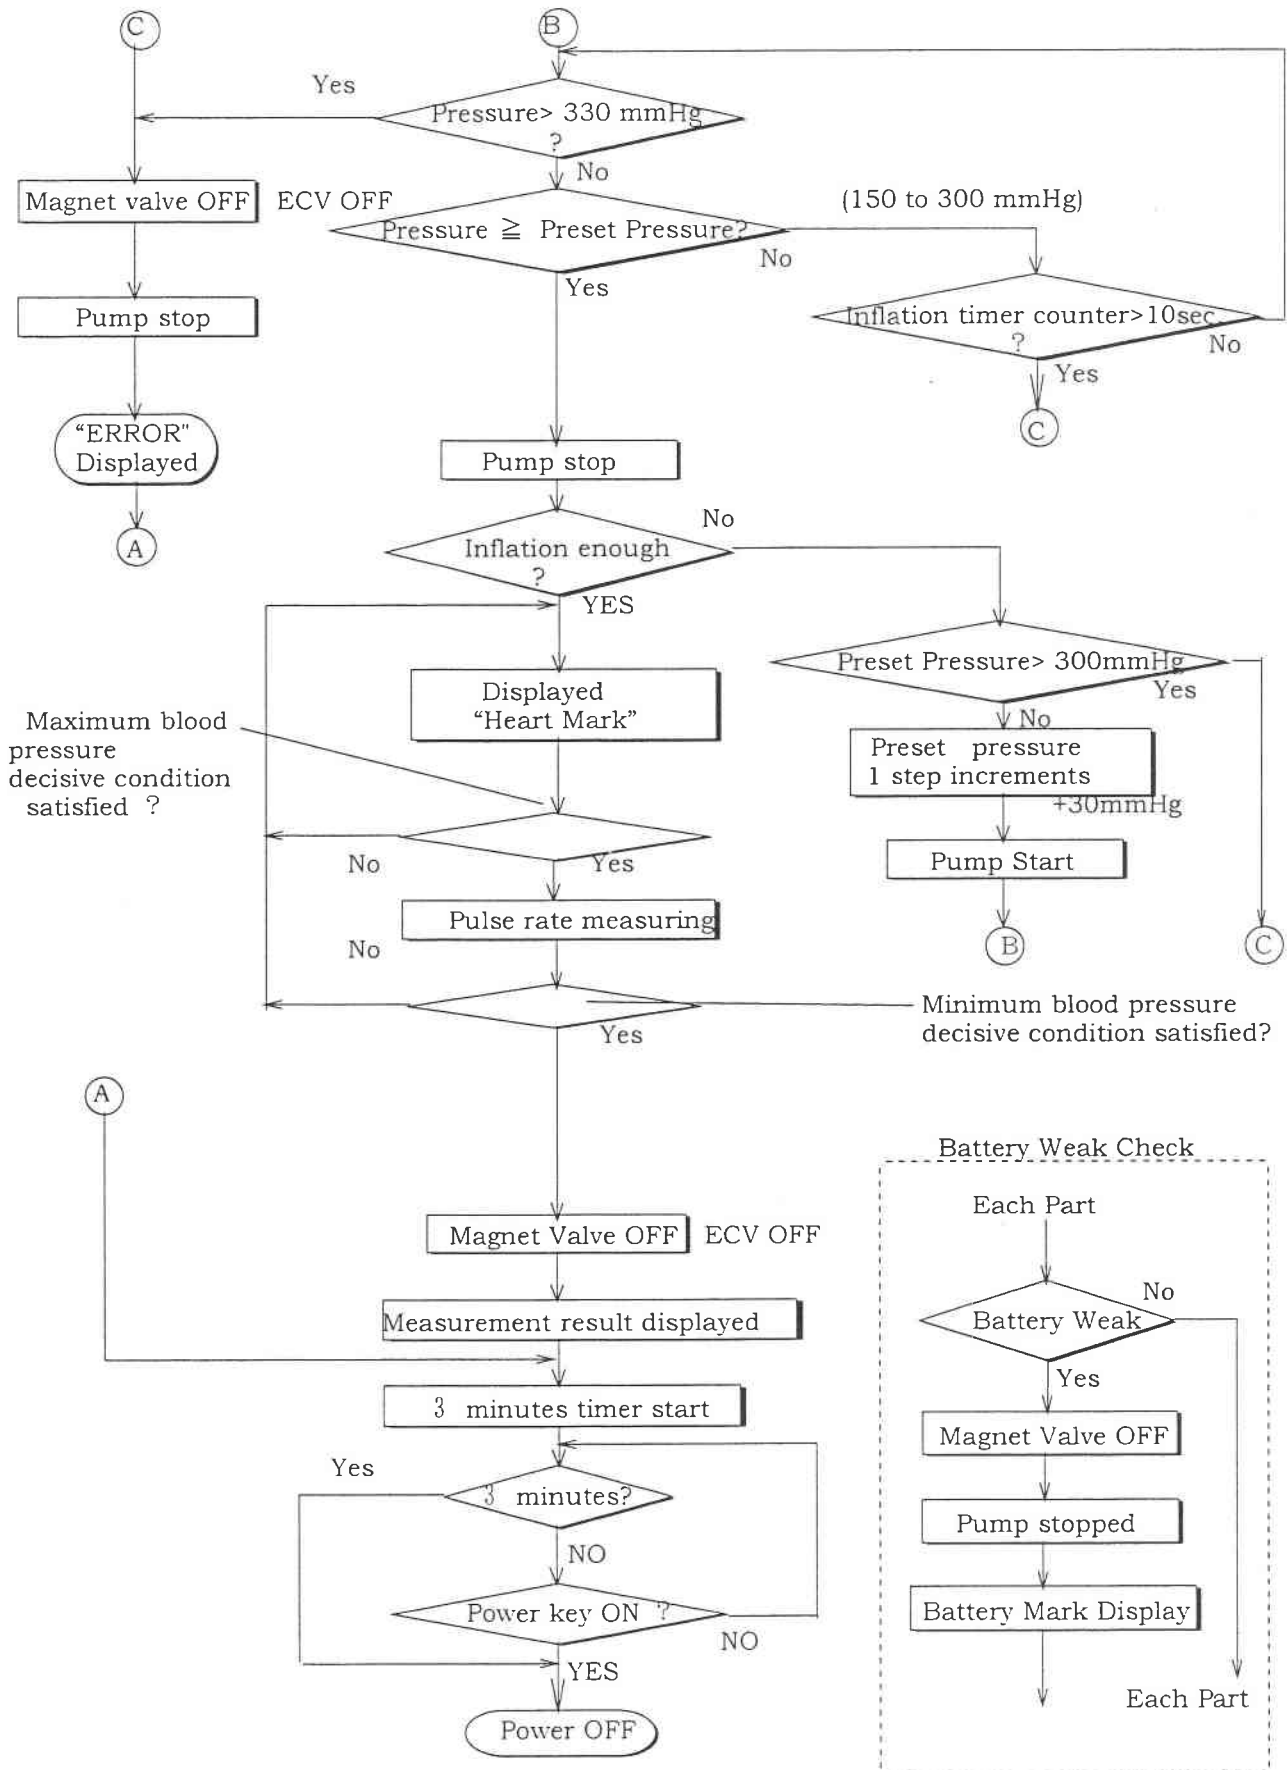 C
B
Yes
Pressure> 330 mmHg
?
No
Magnet valve OFF
ECV OFF
(150 to 300 mmHg)
Pressure ≧ Preset Pressure?
No
Yes
Pump stop
Inflation timer counter>10sec.
?
No
Yes
C
"ERROR"
Displayed
A
Pump stop
No
Inflation enough
?
YES
Preset Pressure> 300mmHg
Yes
No
Displayed
"Heart Mark"
Maximum blood
pressure
decisive condition
satisfied ?
Preset pressure
1 step increments
+30mmHg
No
Yes
Pump Start
Pulse rate measuring
No
B
C
Minimum blood pressure
decisive condition satisfied?
Yes
A
Battery Weak Check
Each Part
Magnet Valve OFF
ECV OFF
No
Battery Weak
Measurement result displayed
Yes
3 minutes timer start
Magnet Valve OFF
Yes
3 minutes?
Pump stopped
NO
Battery Mark Display
Power key ON ?
NO
YES
Each Part
Power OFF